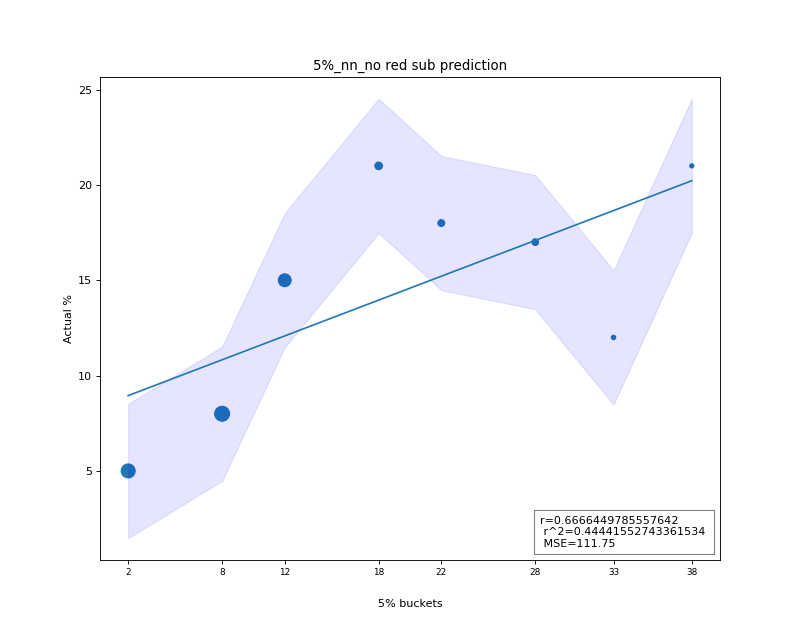 5%_nn_no red sub prediction
25
20
15
10
5
Actual %
r=0.6666449785557642
r^2=0.44441552743361534
MSE=111.75
2 8 12 18 22 28 33 38
5% buckets